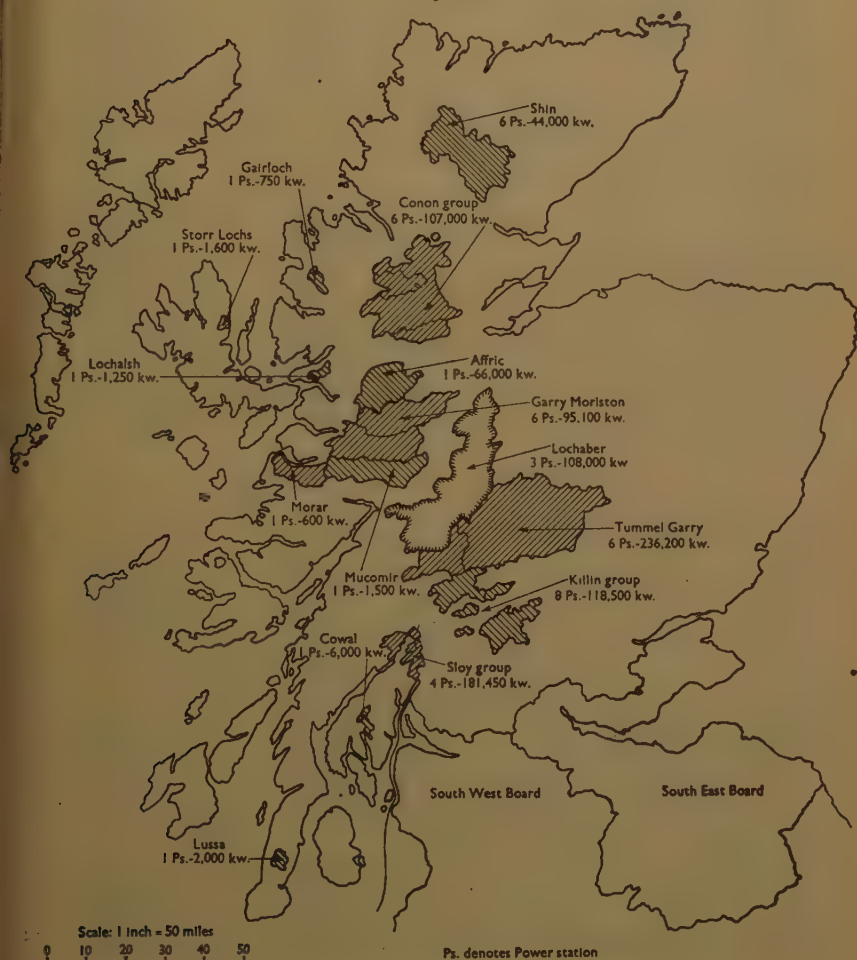 Shin
6 Ps.-44,000 kw.
Gairloch
1 Ps.-750 kw.
Conon group
6 Ps.-107,000 kw.
Storr Lochs
1 Ps.-1,600 kw.
Lochalsh
1 Ps.-1,250 kw.
Affric
1 Ps.-66,000 kw.
Garry Moriston
6 Ps.-95,100 kw.
Lochaber
3 Ps.-108,000 kw
Morar
1 Ps.-600 kw.
Tummel Garry
6 Ps.-236,200 kw.
Mucomir
1 Ps.-1,500 kw.
Killin group
8 Ps.-118,500 kw.
Cowal
1 Ps.-6,000 kw.
Sloy group
4 Ps.-181,450 kw.
South West Board
South East Board
Lussa
1 Ps.-2,000 kw.
Scale: 1 inch = 50 miles
0 10 20 30 40 50
Ps. denotes Power station